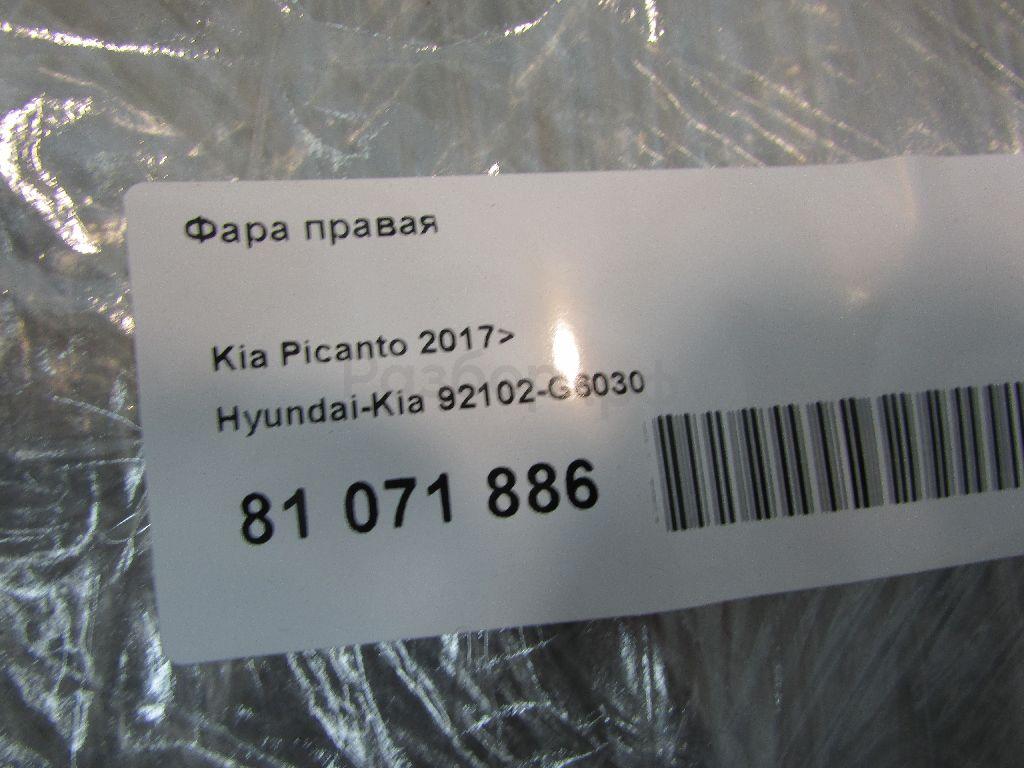 Фара правая
Kia Picanto 2017>
Hyundai-Kia 92102-G6030
81 071 886